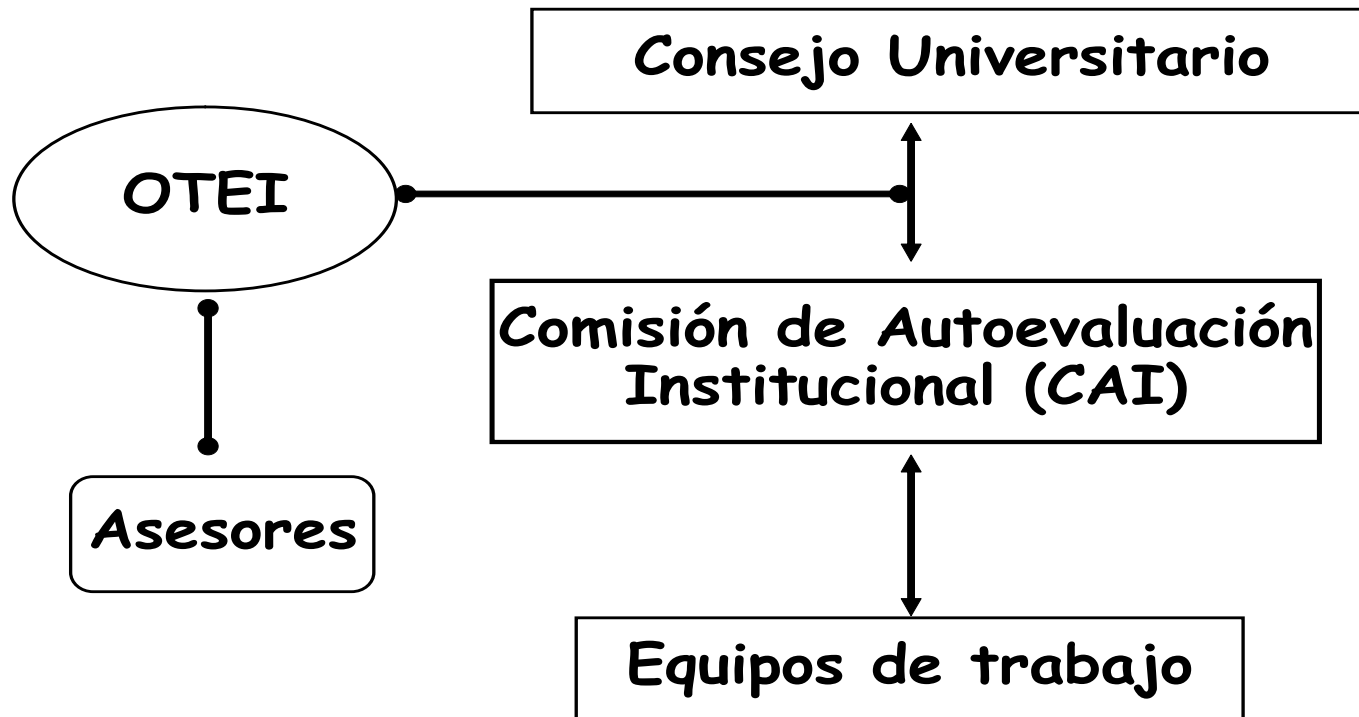 Consejo Universitario
OTEI
Comisión de Autoevaluación
Institucional (CAI)
Asesores
Equipos de trabajo